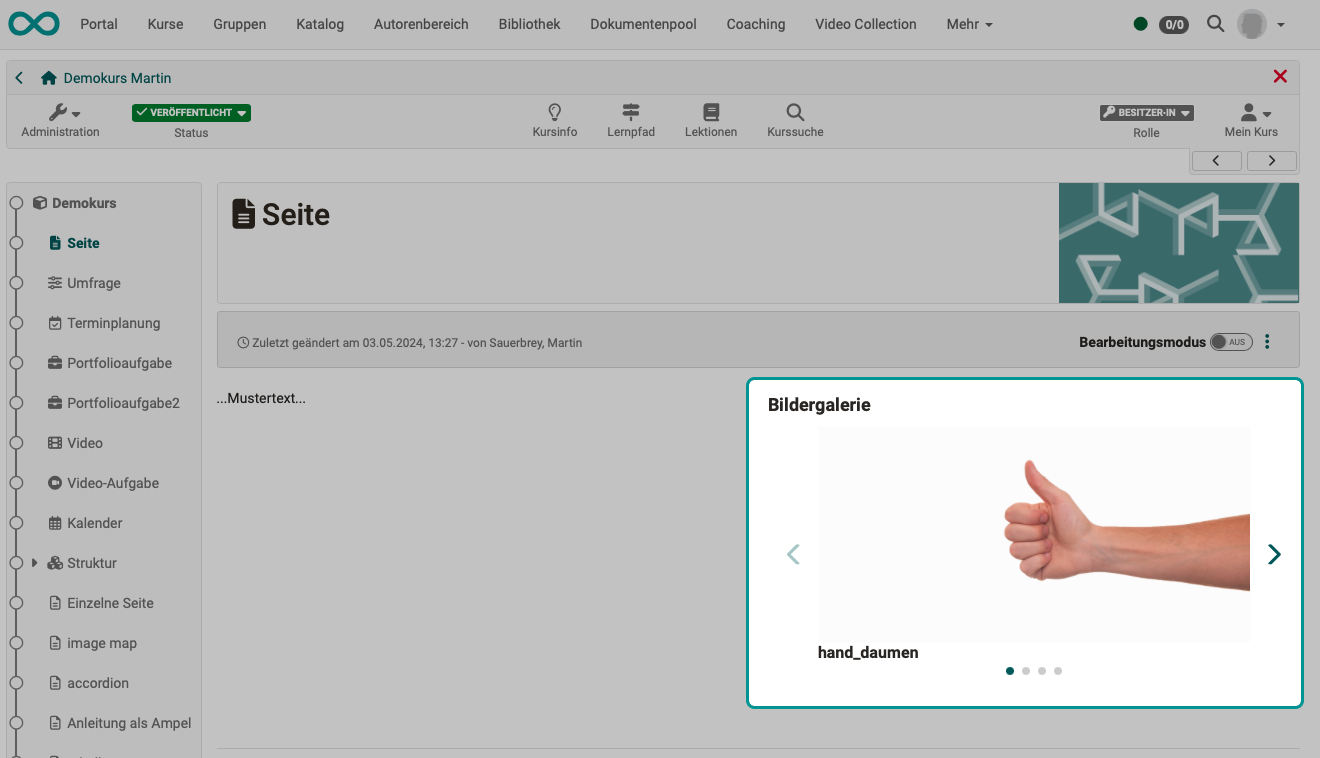 Portal Kurse Gruppen Katalog Autorenbereich Bibliothek Dokumentenpool Coaching Video Collection Mehr 0/0
Demokurs Martin
Administration
VERÖFFENTLICHT
Status
Kursinfo
Lernpfad
Lektionen
Kurssuche
BESITZER-IN
Rolle
Mein Kurs
Demokurs
Seite
Umfrage
Terminplanung
Portfolioaufgabe
Portfolioaufgabe2
Video
Video-Aufgabe
Kalender
Struktur
Einzelne Seite
image map
accordion
Anleitung als Ampel
Seite
Zuletzt geändert am 03.05.2024, 13:27 - von Sauerbrey, Martin
Bearbeitungsmodus AUS
...Mustertext...
Bildergalerie
hand_daumen